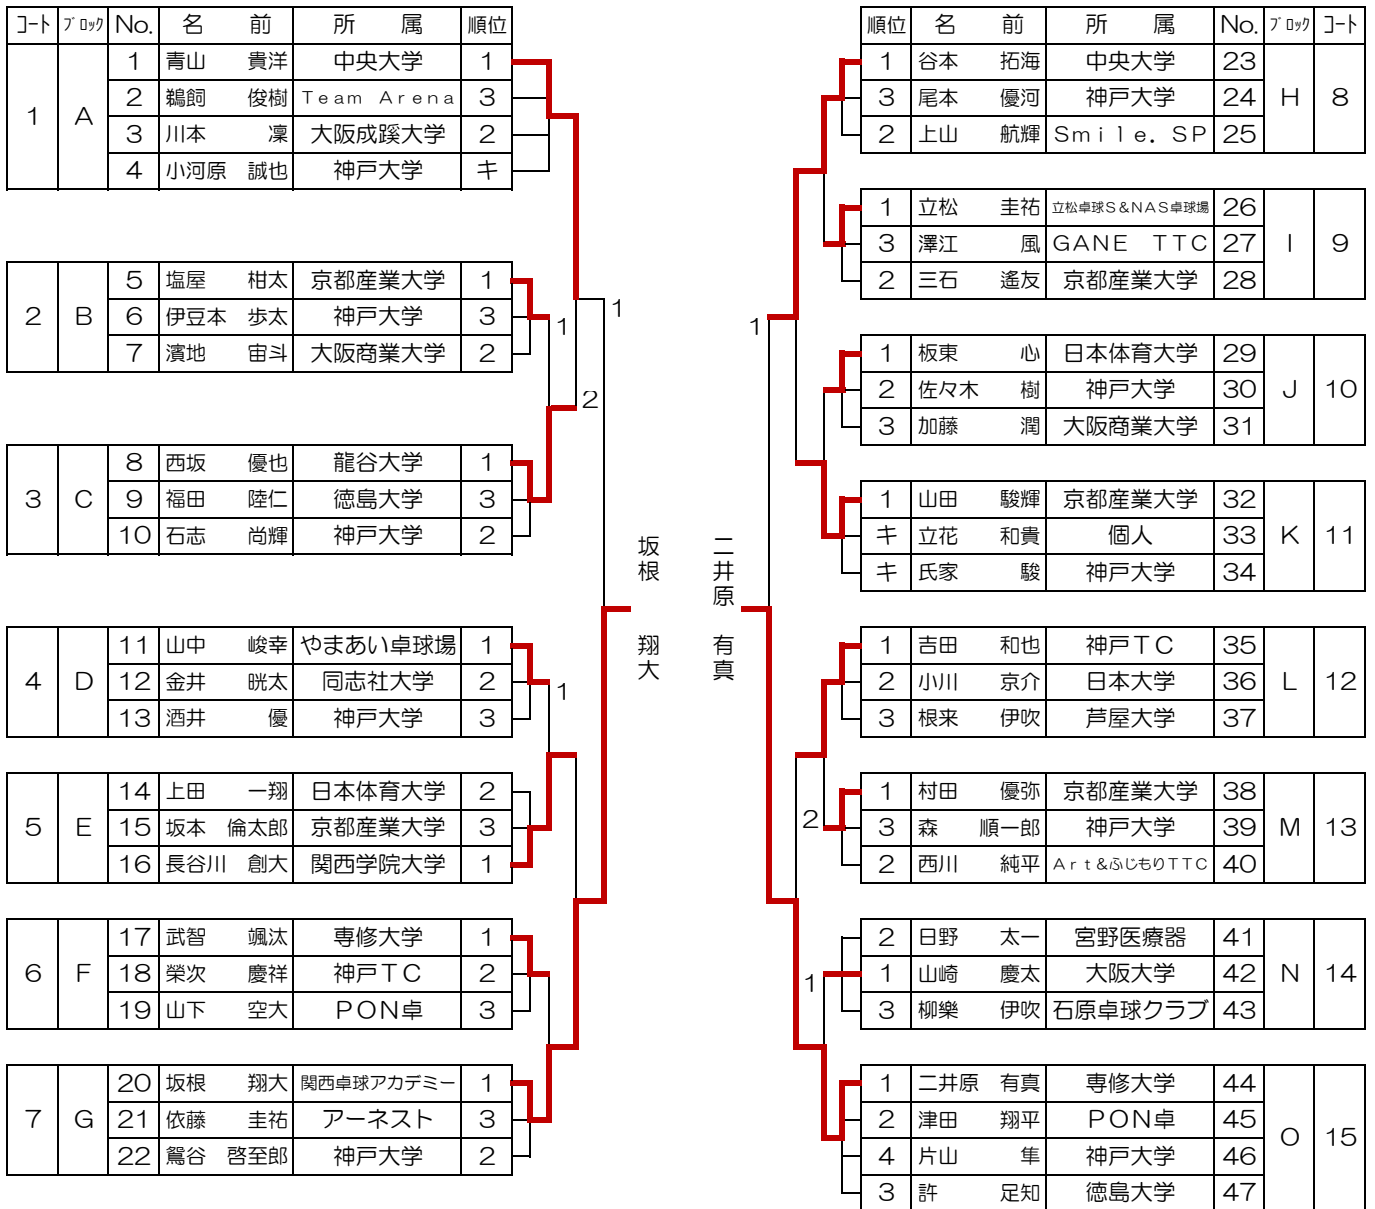 コート ブロック No. 名 前 所 属 順位
1 A
1 青山 貴洋 中央大学 1
2 鵜飼 俊樹 Team Arena 3
3 川本 凜 大阪成蹊大学 2
4 小河原 誠也 神戸大学 キ
2 B
5 塩屋 柑太 京都産業大学 1
6 伊豆本 歩太 神戸大学 3
7 濱地 宙斗 大阪商業大学 2
3 C
8 西坂 優也 龍谷大学 1
9 福田 陸仁 徳島大学 3
10 石志 尚輝 神戸大学 2
4 D
11 山中 峻幸 やまあい卓球場 1
12 金井 晄太 同志社大学 2
13 酒井 優 神戸大学 3
5 E
14 上田 一翔 日本体育大学 2
15 坂本 倫太郎 京都産業大学 3
16 長谷川 創大 関西学院大学 1
6 F
17 武智 颯汰 専修大学 1
18 榮次 慶祥 神戸TC 2
19 山下 空大 PON卓 3
7 G
20 坂根 翔大 関西卓球アカデミー 1
21 依藤 圭祐 アーネスト 3
22 鴛谷 啓至郎 神戸大学 2
1
1
2
1
坂根 翔大
二井原 有真
1
2
1
順位 名 前 所 属 No. ブロック コート
1 谷本 拓海 中央大学 23
3 尾本 優河 神戸大学 24
2 上山 航輝 Smile.SP 25
H 8
1 立松 圭祐 立松卓球S&NAS卓球場 26
3 澤江 風 GANE TTC 27
2 三石 遙友 京都産業大学 28
I 9
1 板東 心 日本体育大学 29
2 佐々木 樹 神戸大学 30
3 加藤 潤 大阪商業大学 31
J 10
1 山田 駿輝 京都産業大学 32
キ 立花 和貴 個人 33
キ 氏家 駿 神戸大学 34
K 11
1 吉田 和也 神戸TC 35
2 小川 京介 日本大学 36
3 根来 伊吹 芦屋大学 37
L 12
1 村田 優弥 京都産業大学 38
3 森 順一郎 神戸大学 39
2 西川 純平 Art&ふじもりTTC 40
M 13
2 日野 太一 宮野医療器 41
1 山崎 慶太 大阪大学 42
3 柳樂 伊吹 石原卓球クラブ 43
N 14
1 二井原 有真 専修大学 44
2 津田 翔平 PON卓 45
4 片山 隼 神戸大学 46
3 許 足知 徳島大学 47
O 15